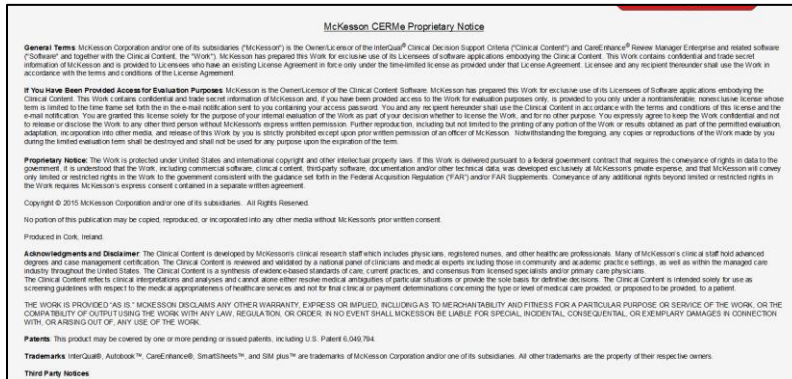 McKesson CERMe Proprietary Notice
General Terms: McKesson Corporation and/or one of its subsidiaries ("McKesson") is the Owner/Licensor of the InterQual® Clinical Decision Support Criteria ("Clinical Content") and CareEnhance® Review Manager Enterprise and related software
("Software" and together with the Clinical Content, the "Work"). McKesson has prepared this Work for exclusive use of its Licensees of software applications embodying the Clinical Content. This Work contains confidential and trade secret
information of McKesson and is provided to Licensees who have an existing License Agreement in force only under the time-limited license as provided under that License Agreement. Licensee and any recipient thereunder shall use the Work in
accordance with the terms and conditions of the License Agreement.
If You Have Been Provided Access for Evaluation Purposes: McKesson is the Owner/Licensor of the Clinical Content Software. McKesson has prepared this Work for exclusive use of its Licensees of software applications embodying the
Clinical Content. This Work contains confidential and trade secret information of McKesson and, if you have been provided access to the Work for evaluation purposes only, is provided to you only under a nontransferable, nonexclusive license whose
term is limited to the time frame set forth in the e-mail notification sent to you containing your access password. You and any recipient hereunder shall use the Clinical Content in accordance with the terms and conditions of this license and the
e-mail notification. You are granted this license solely for the purpose of your internal evaluation of the Work as part of your decision whether to license the Work, and for no other purpose. You expressly agree to keep the Work confidential and not
to release or disclose the Work to any other third person without McKesson's express written permission. Further reproduction, including but not limited to the printing of any portion of the Work or results obtained as part of the permitted evaluation,
adaptation, incorporation into other media, and release of this Work by you is strictly prohibited except upon prior written permission of an officer of McKesson. Notwithstanding the foregoing, any copies or reproductions of the Work made by you
during the limited evaluation term shall be destroyed and shall not be used for any purpose upon the expiration of the term.
Proprietary Notice: The Work is protected under United States and international copyright and other intellectual property laws. If this Work is delivered pursuant to a federal government contract that requires the conveyance of rights in data to the
government, it is understood that the Work, including commercial software, clinical content, third-party software, documentation and/or other technical data, was developed exclusively at McKesson's private expense, and that McKesson will convey
only limited or restricted rights in the Work to the government consistent with the guidance set forth in the Federal Acquisition Regulation ("FAR") and/or FAR Supplements. Conveyance of any additional rights beyond limited or restricted rights in
the Work requires McKesson's express consent contained in a separate written agreement.
Copyright © 2015 McKesson Corporation and/or one of its subsidiaries. All Rights Reserved.
No portion of this publication may be copied, reproduced, or incorporated into any other media without McKesson's prior written consent.
Produced in Cork, Ireland.
Acknowledgments and Disclaimer: The Clinical Content is developed by McKesson's clinical research staff which includes physicians, registered nurses, and other healthcare professionals. Many of McKesson's clinical staff hold advanced
degrees and case management certification. The Clinical Content is reviewed and validated by a national panel of clinicians and medical experts including those in community and academic practice settings, as well as within the managed care
industry throughout the United States. The Clinical Content is a synthesis of evidence-based standards of care, current practices, and consensus from licensed specialists and/or primary care physicians.
The Clinical Content reflects clinical interpretations and analyses and cannot alone either resolve medical ambiguities of particular situations or provide the sole basis for definitive decisions. The Clinical Content is intended solely for use as
screening guidelines with respect to the medical appropriateness of healthcare services and not for final clinical or payment determinations concerning the type or level of medical care provided, or proposed to be provided, to a patient.
THE WORK IS PROVIDED "AS IS." MCKESSON DISCLAIMS ANY OTHER WARRANTY, EXPRESS OR IMPLIED, INCLUDING AS TO MERCHANTABILITY AND FITNESS FOR A PARTICULAR PURPOSE OR SERVICE OF THE WORK, OR THE
COMPATIBILITY OF OUTPUT USING THE WORK WITH ANY LAW, REGULATION, OR ORDER. IN NO EVENT SHALL MCKESSON BE LIABLE FOR SPECIAL, INCIDENTAL, CONSEQUENTIAL, OR EXEMPLARY DAMAGES IN CONNECTION
WITH, OR ARISING OUT OF, ANY USE OF THE WORK.
Patents: This product may be covered by one or more pending or issued patents, including U.S. Patent 6,049,794.
Trademarks: InterQual®, Autobook™, CareEnhance®, SmartSheets™, and SIM plus™ are trademarks of McKesson Corporation and/or one of its subsidiaries. All other trademarks are the property of their respective owners.
Third Party Notices